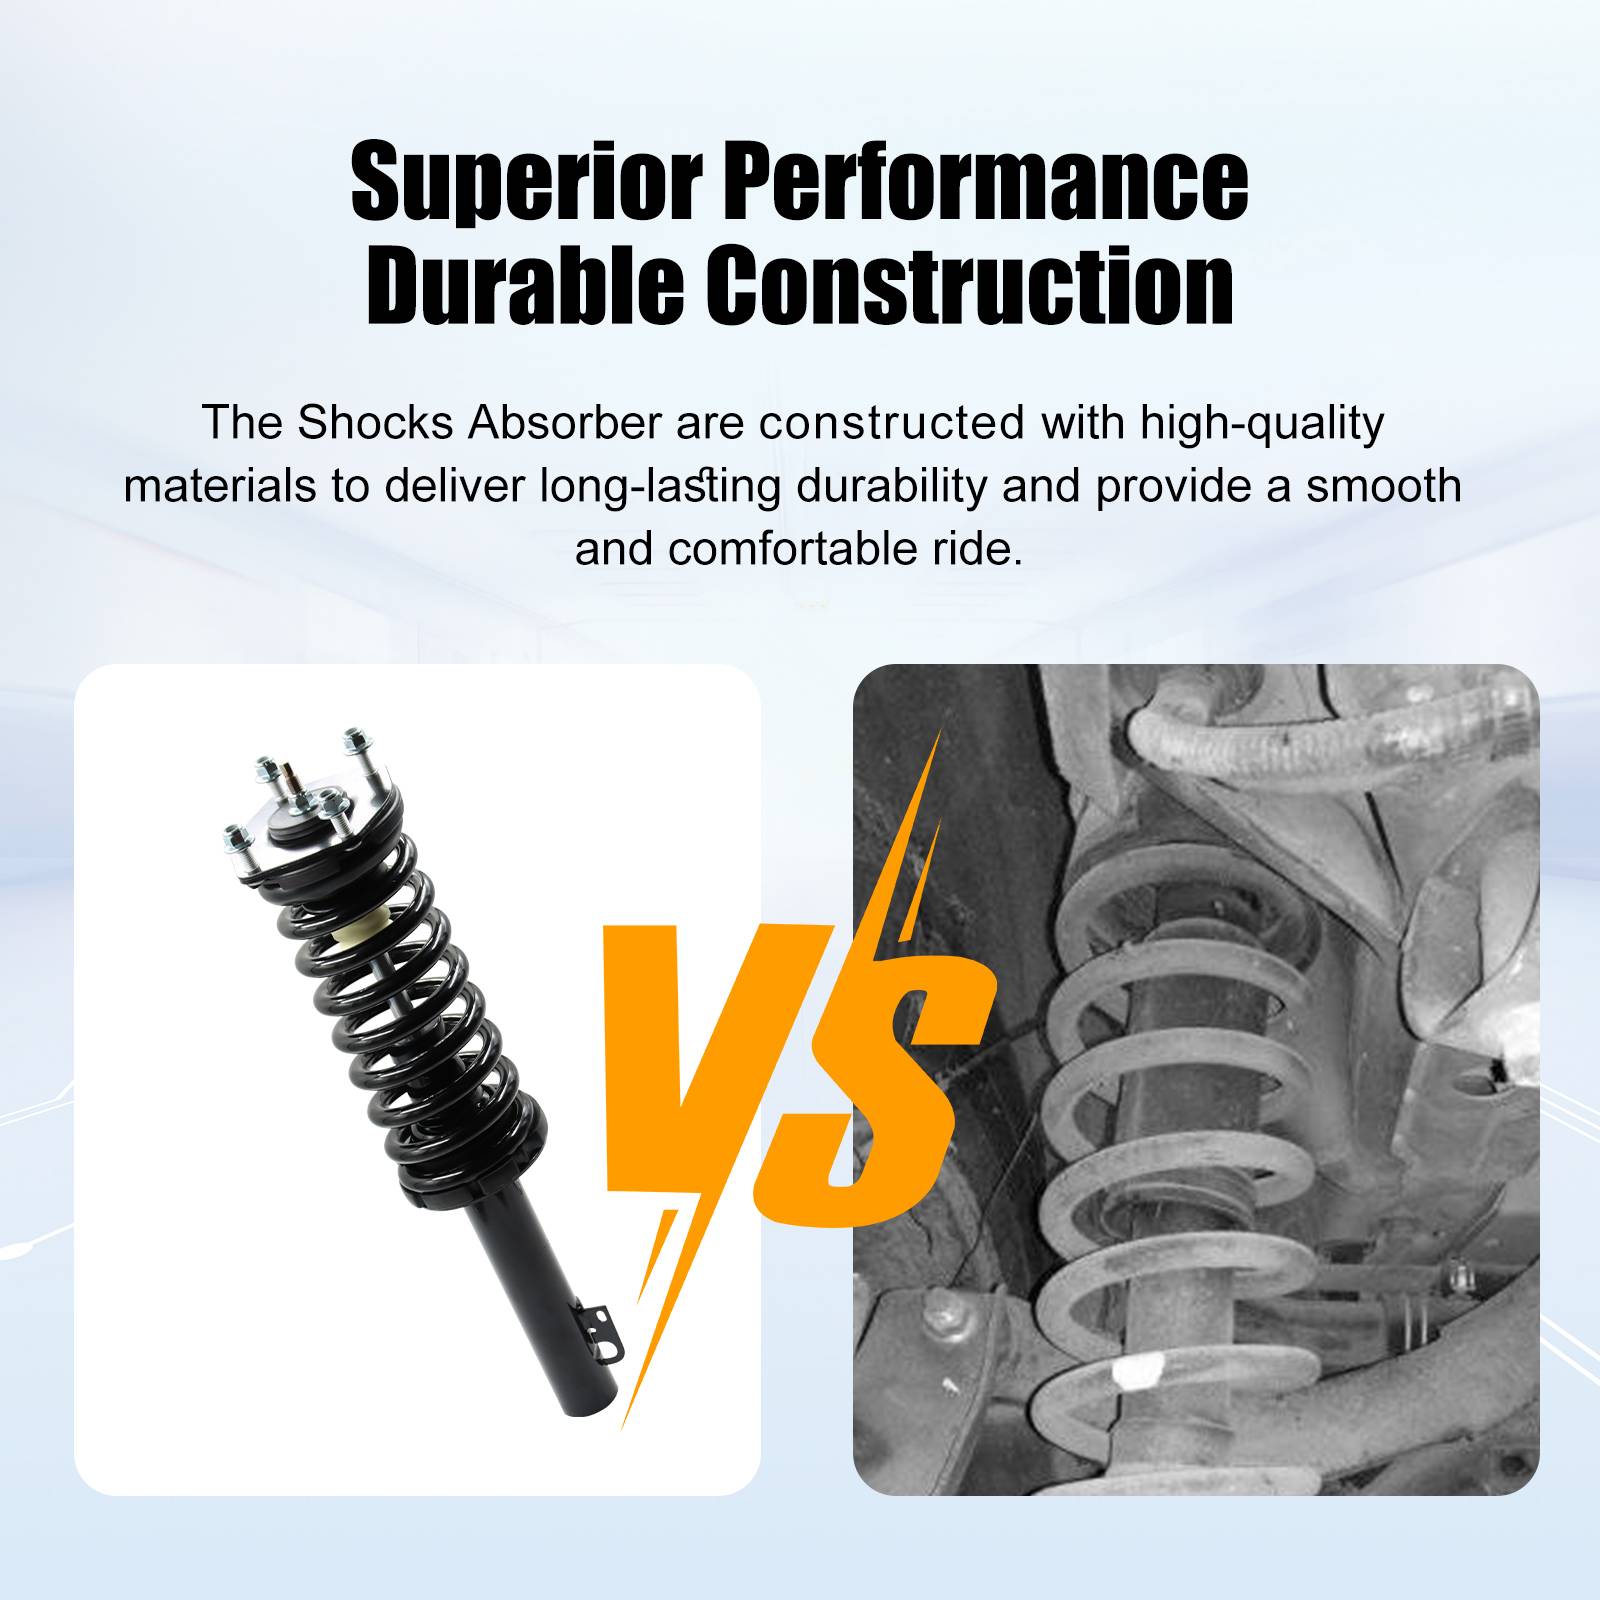 Superior Performance
Durable Construction
The Shocks Absorber are constructed with high-quality
materials to deliver long-lasting durability and provide a smooth
and comfortable ride.
VS